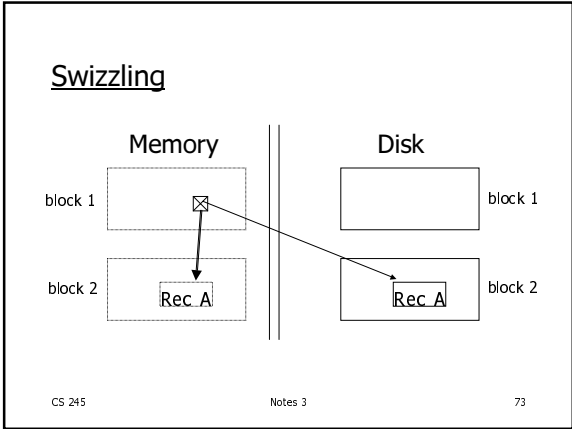 Swizzling
Memory Disk
block 1 block 1
block 2 Rec A Rec A block 2
CS 245 Notes 3 73